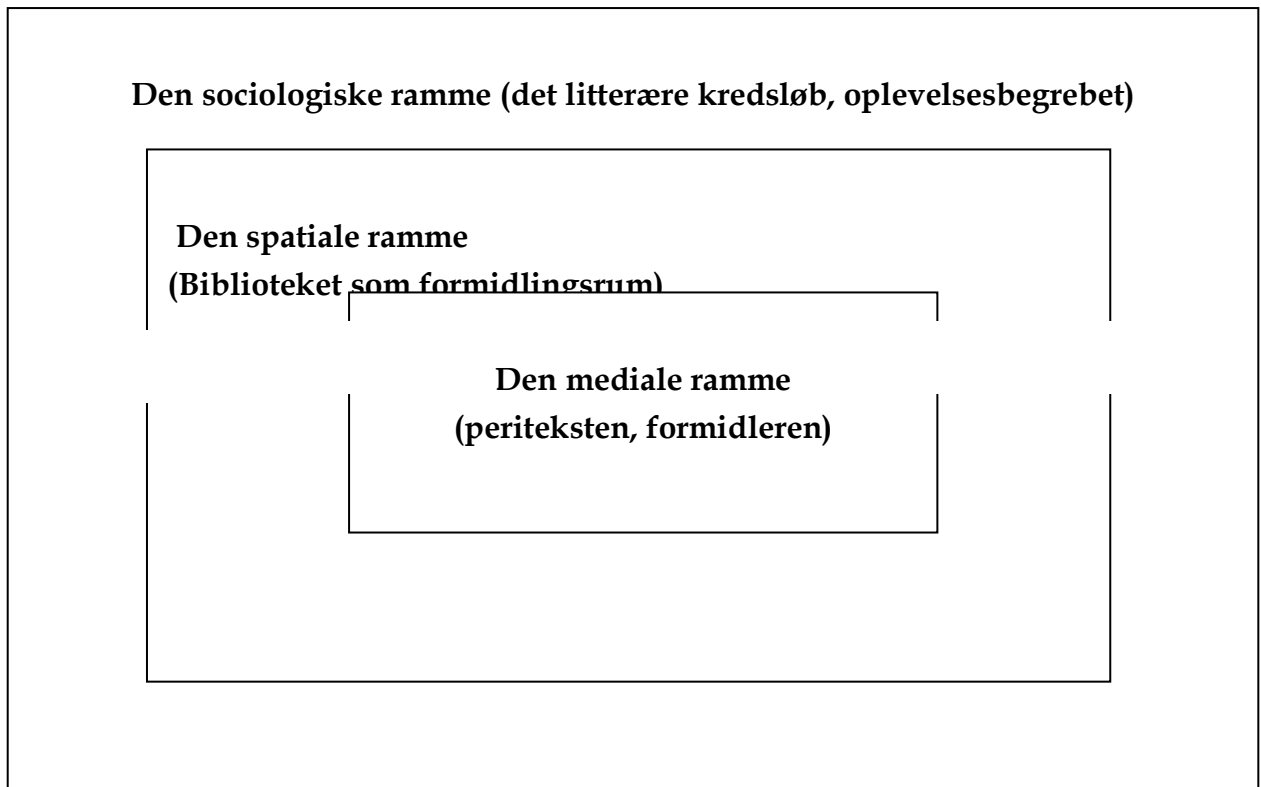 Den sociologiske ramme (det litterære kredsløb, oplevelsesbegrebet)
Den spatiale ramme
(Biblioteket som formidlingsrum)
Den mediale ramme
(periteksten, formidleren)